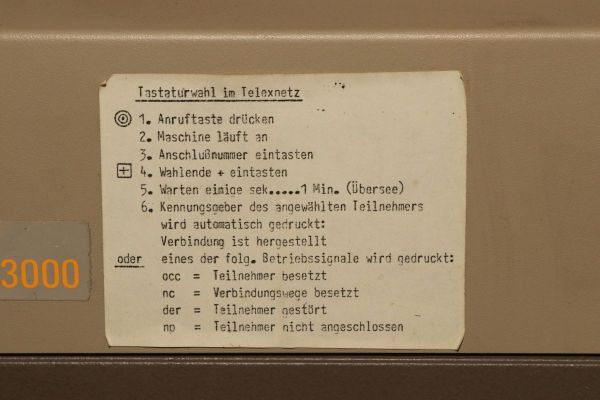 Tastaturwahl im Telexnetz
1. Anruftaste drücken
2. Maschine läuft an
3. Anschlußnummer eintasten
+ 4. Wahlende + eintasten
5. Warten einige sek.....1 Min. (Übersee)
6. Kennungsgeber des angewählten Teilnehmers
wird automatisch gedruckt:
Verbindung ist hergestellt
oder eines der folg. Betriebssignale wird gedruckt:
occ = Teilnehmer besetzt
nc = Verbindungswege besetzt
der = Teilnehmer gestört
np = Teilnehmer nicht angeschlossen
3000